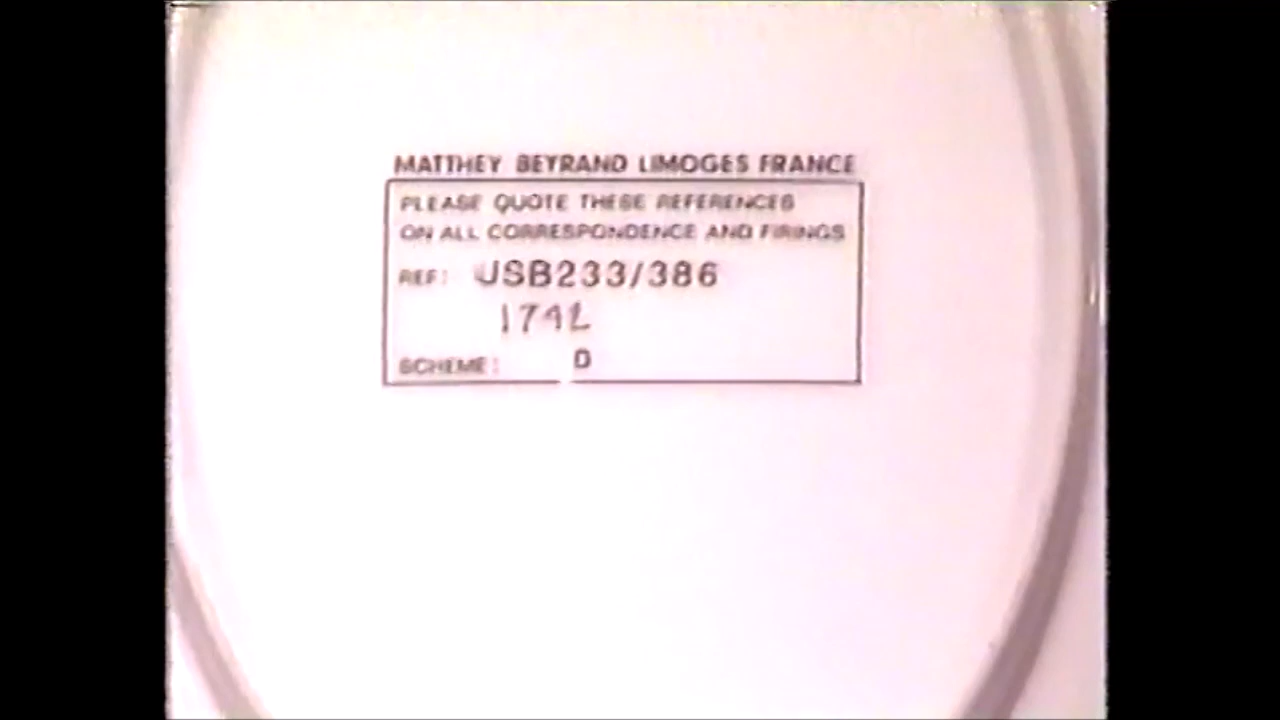 MATTHEY BEYRAND LIMOGES FRANCE
PLEASE QUOTE THESE REFERENCES
ON ALL CORRESPONDENCE AND FIRINGS
REF: USB233/386
174L
SCHEME: D